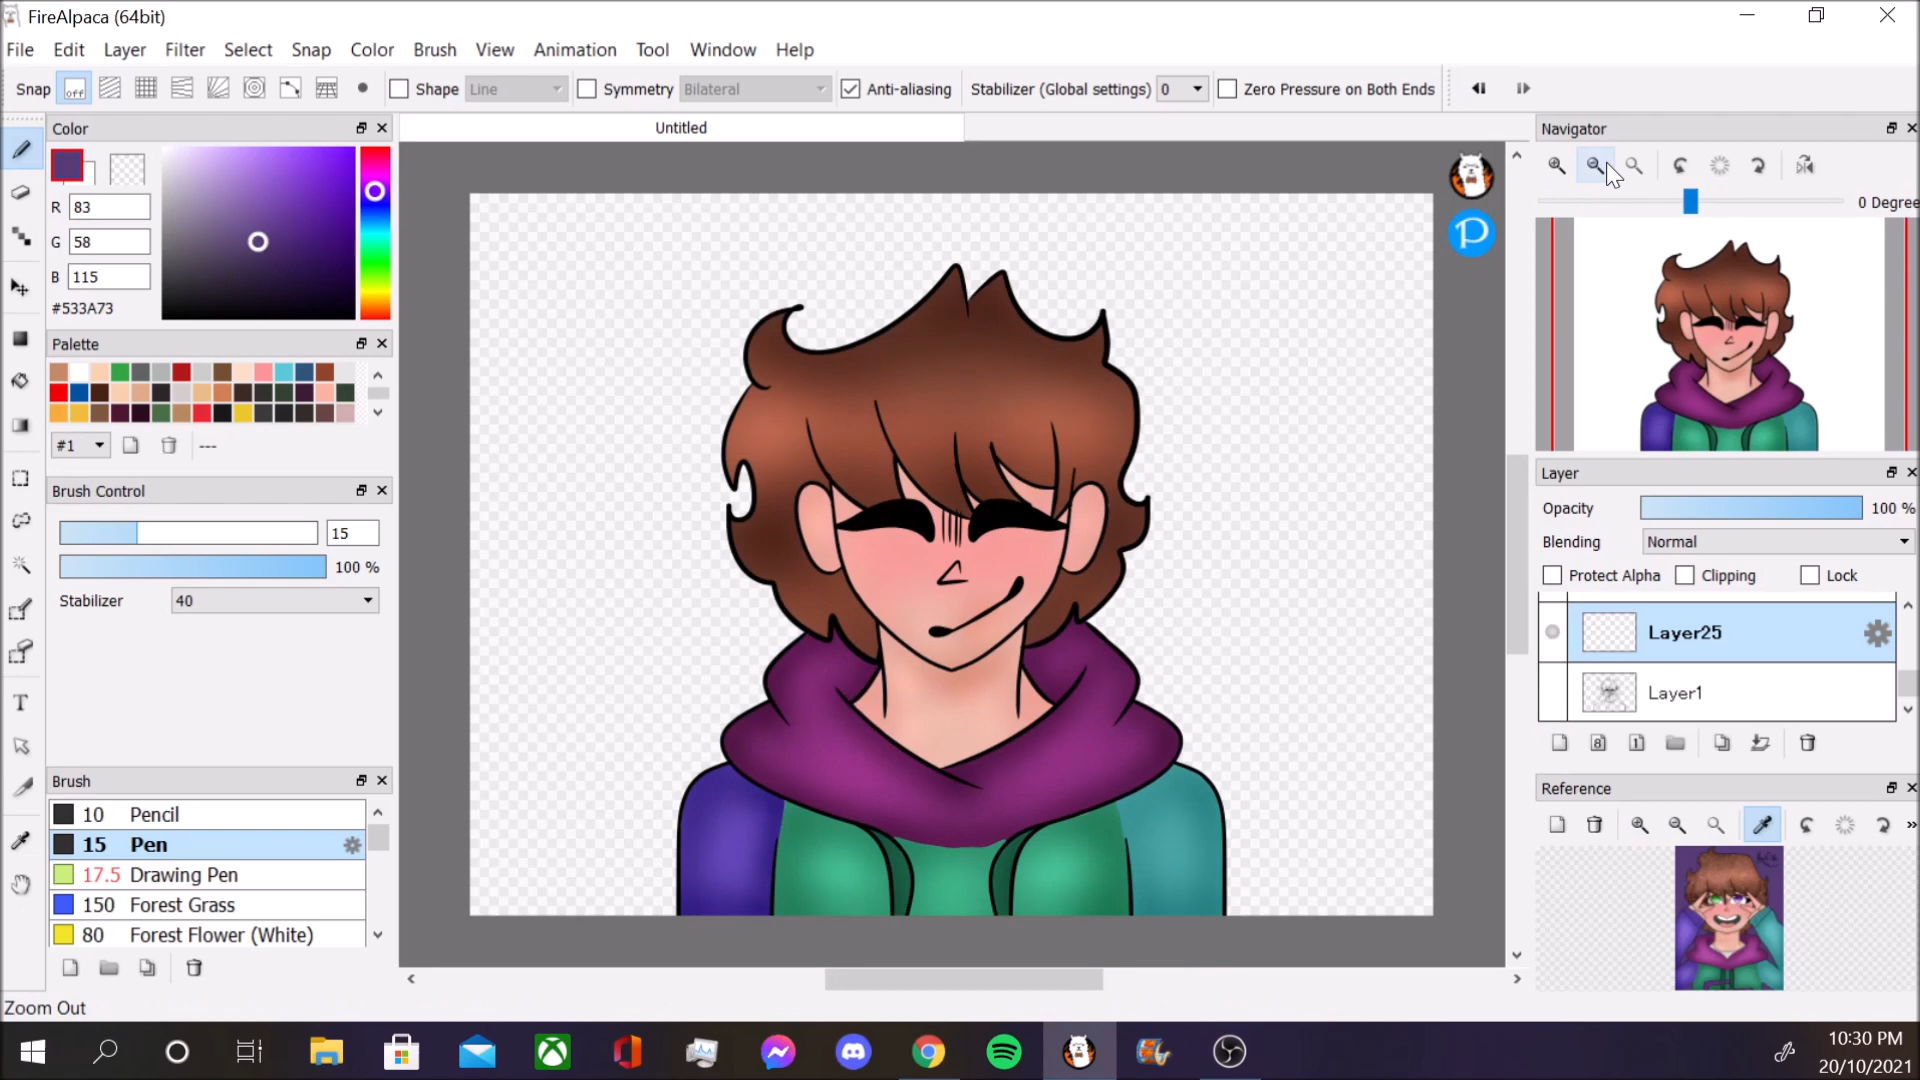 FireAlpaca (64bit)
File Edit Layer Filter Select Snap Color Brush View Animation Tool Window Help
Snap off Shape Line Symmetry Bilateral Anti-aliasing Stabilizer (Global settings) 0 Zero Pressure on Both Ends
Color
R 83
G 58
B 115
#533A73
Palette
#1 ---
Brush Control
15
100 %
Stabilizer 40
Brush
10 Pencil
15 Pen
17.5 Drawing Pen
150 Forest Grass
80 Forest Flower (White)
Zoom Out
Untitled
P
Navigator
0 Degree
Layer
Opacity 100 %
Blending Normal
Protect Alpha Clipping Lock
Layer25
Layer1
8 1
Reference
T
10:30 PM
20/10/2021